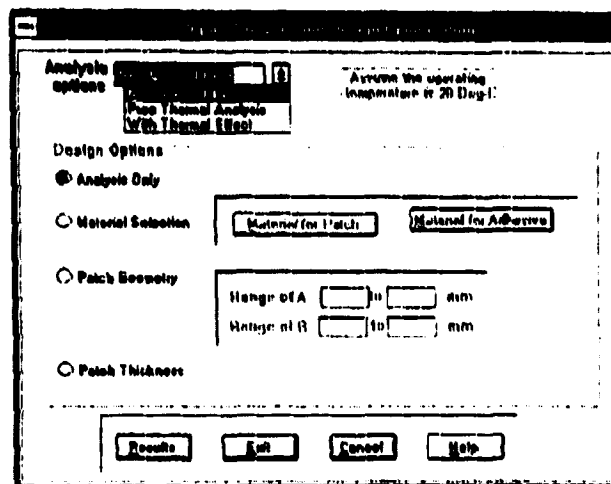 Analysis options
Assume the operating
temperature is 20 Deg-C
Pure Thermal Analysis
With Thermal Effect
Design Options
Analysis Only
Material Selection
Material for Patch
Material for Adhesive
Patch Geometry
Range of A to mm
Range of B to mm
Patch Thickness
Results
Exit
Cancel
Help